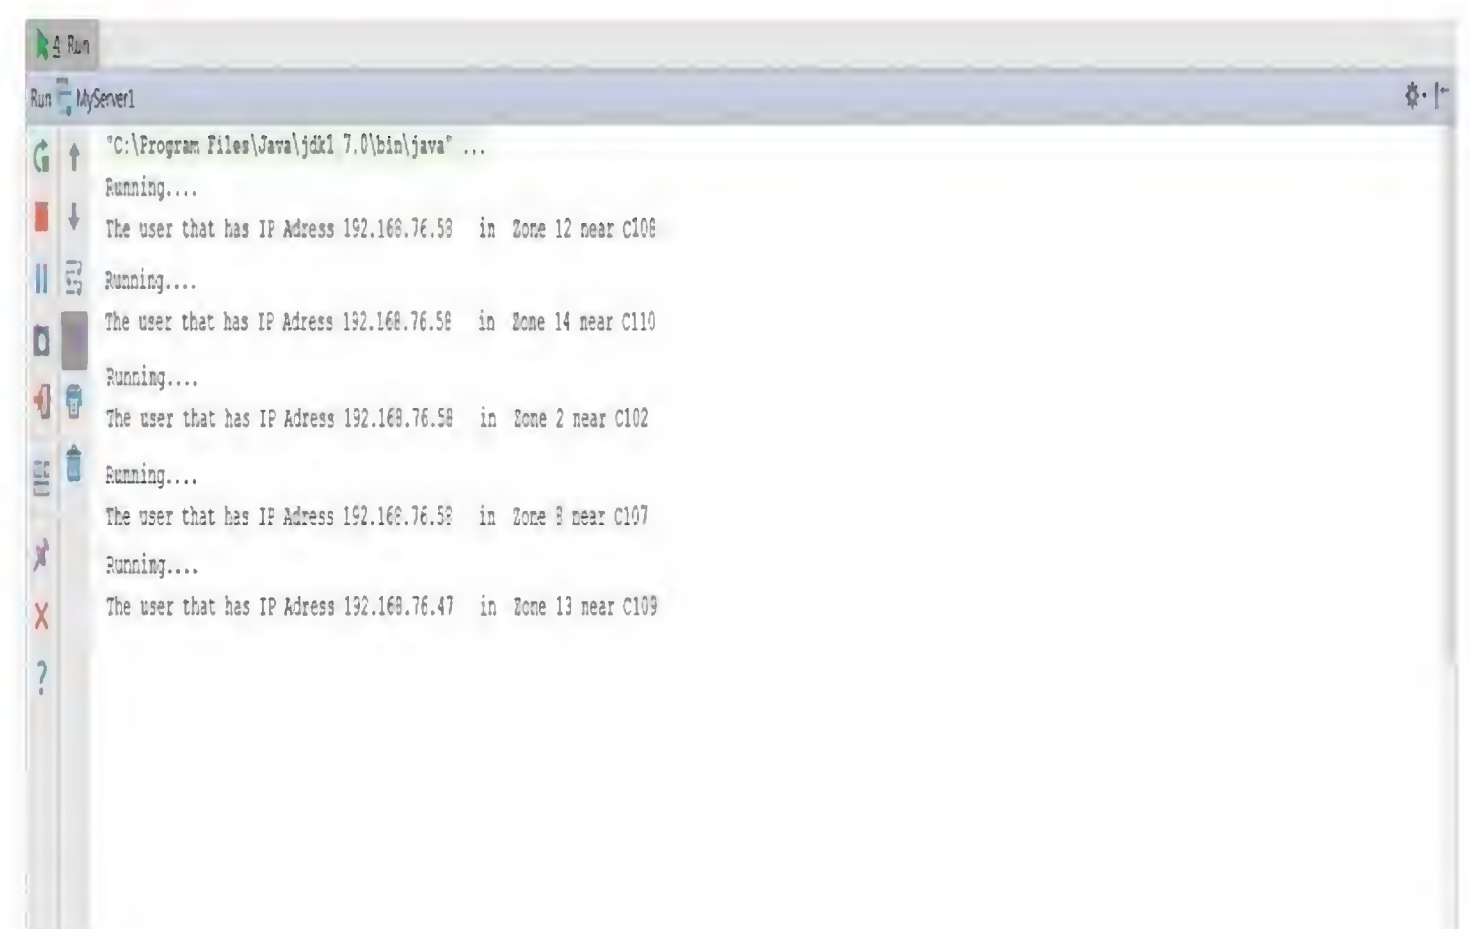 4 Run
Run MyServer1
"C:\Program Files\Java\jdk1 7.0\bin\java" ...
Running....
The user that has IP Adress 192.168.76.58 in Zone 12 near C108
Running....
The user that has IP Adress 192.168.76.58 in Zone 14 near C110
Running....
The user that has IP Adress 192.168.76.58 in Zone 2 near C102
Running....
The user that has IP Adress 192.168.76.58 in Zone 8 near C107
Running....
The user that has IP Adress 192.168.76.47 in Zone 13 near C109